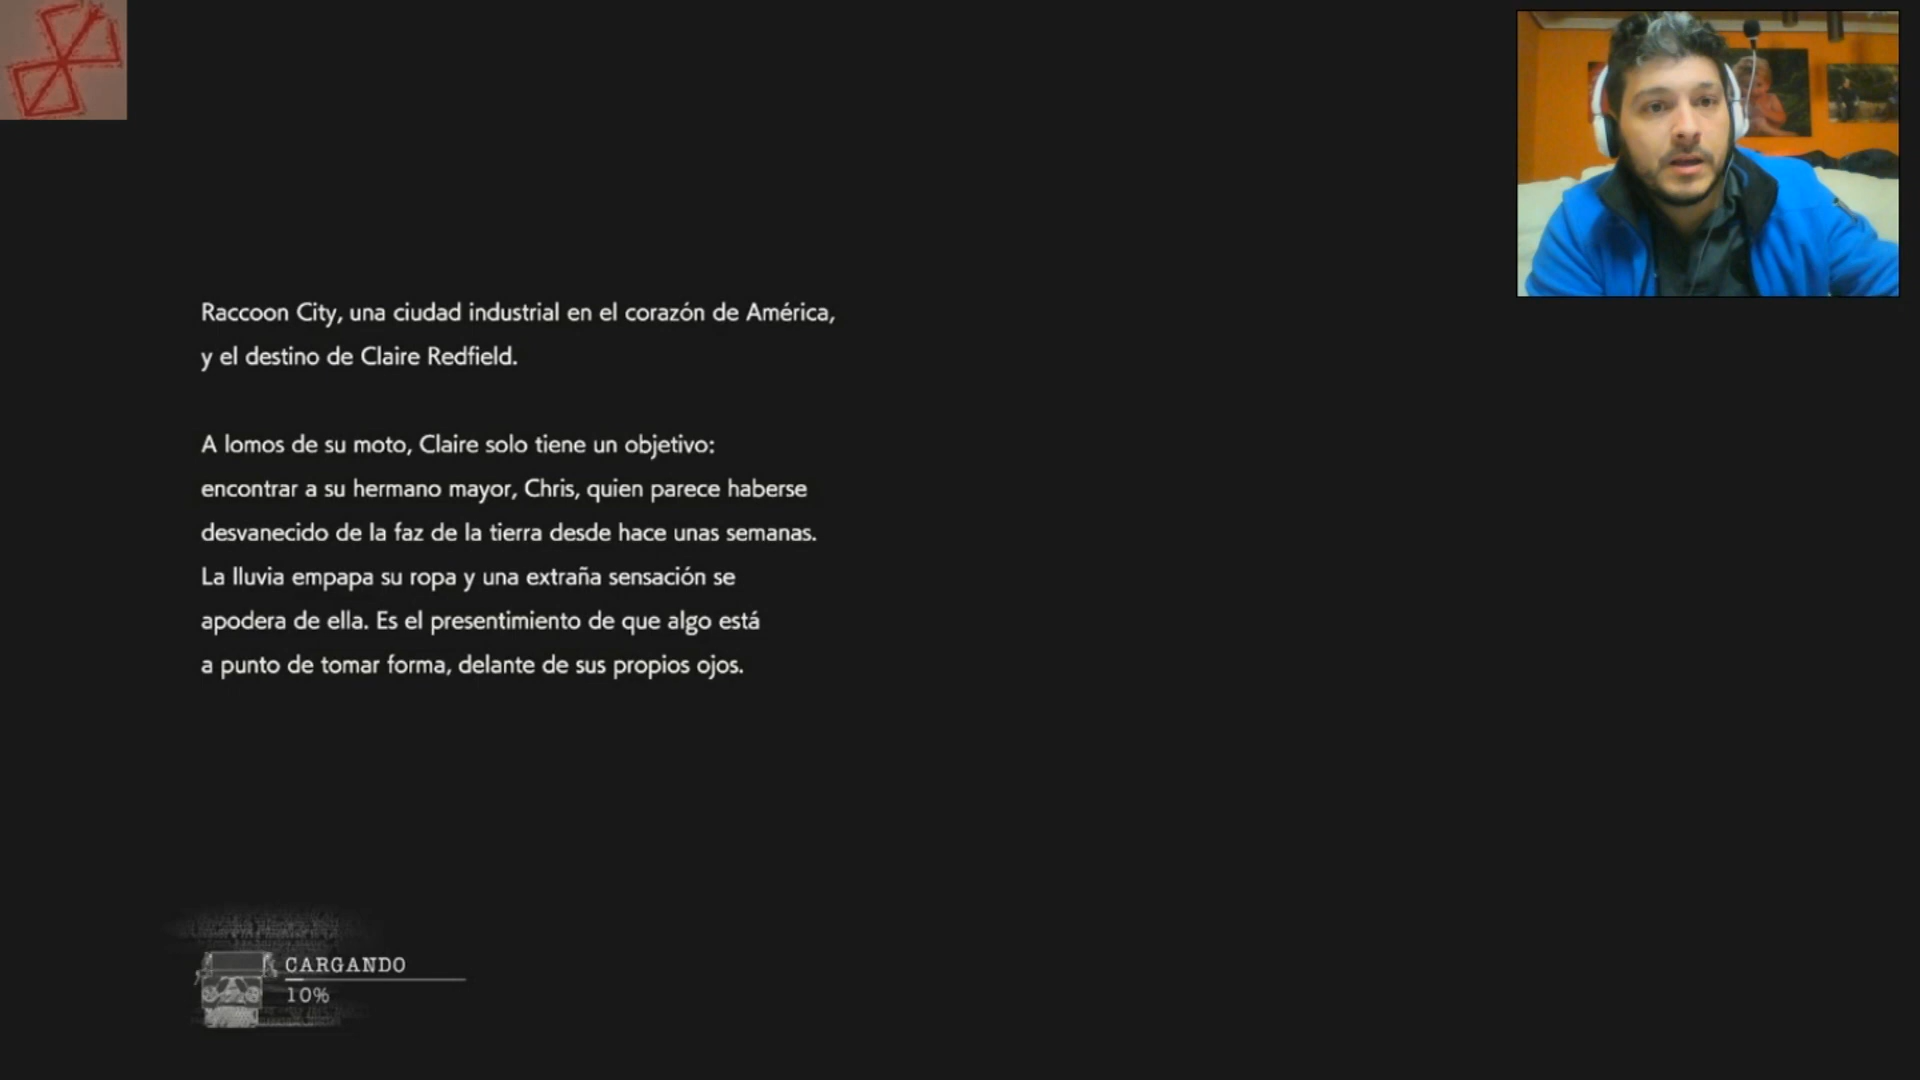 Raccoon City, una ciudad industrial en el corazón de América,
y el destino de Claire Redfield.
A lomos de su moto, Claire solo tiene un objetivo:
encontrar a su hermano mayor, Chris, quien parece haberse
desvanecido de la faz de la tierra desde hace unas semanas.
La lluvia empapa su ropa y una extraña sensación se
apodera de ella. Es el presentimiento de que algo está
a punto de tomar forma, delante de sus propios ojos.
CARGANDO
10%